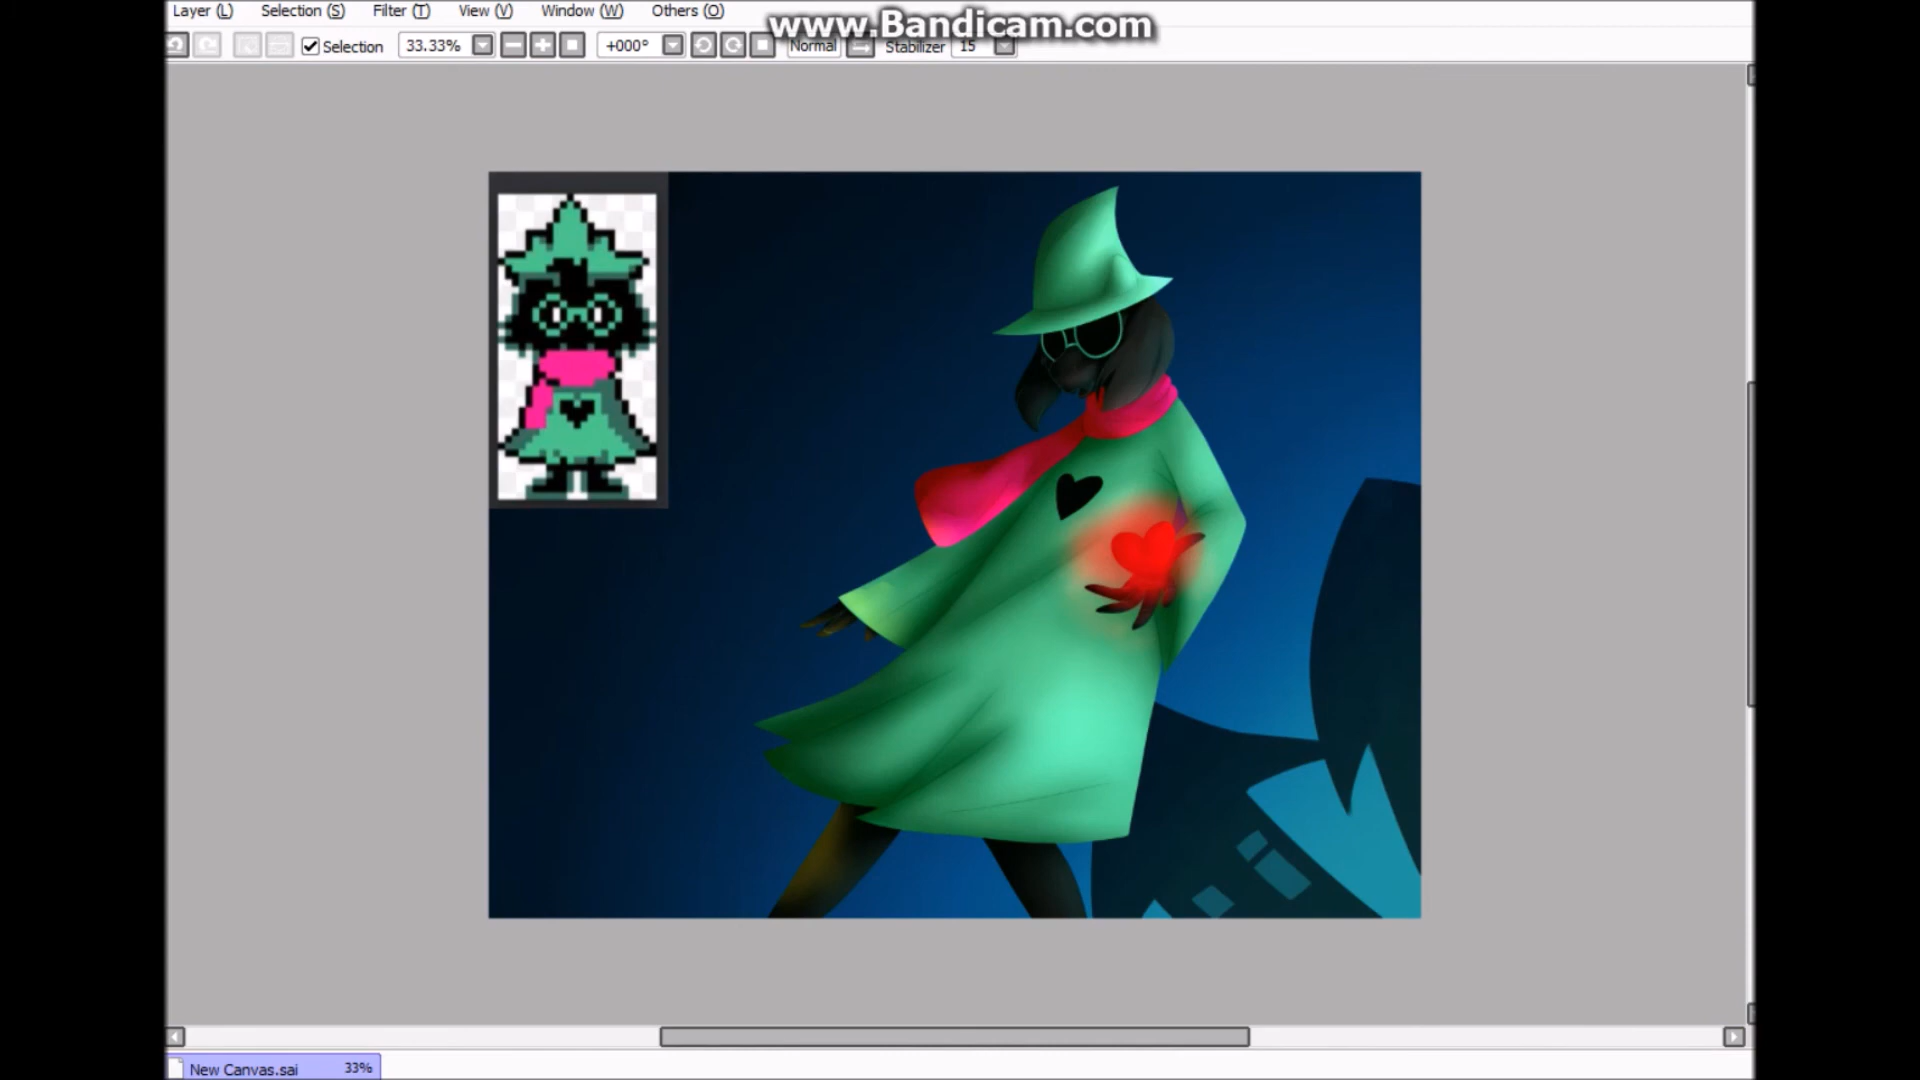 www.Bandicam.com
Layer (L) Selection (S) Filter (T) View (V) Window (W) Others (O)
Selection 33.33% +000° Normal Stabilizer 15
New Canvas.sai 33%